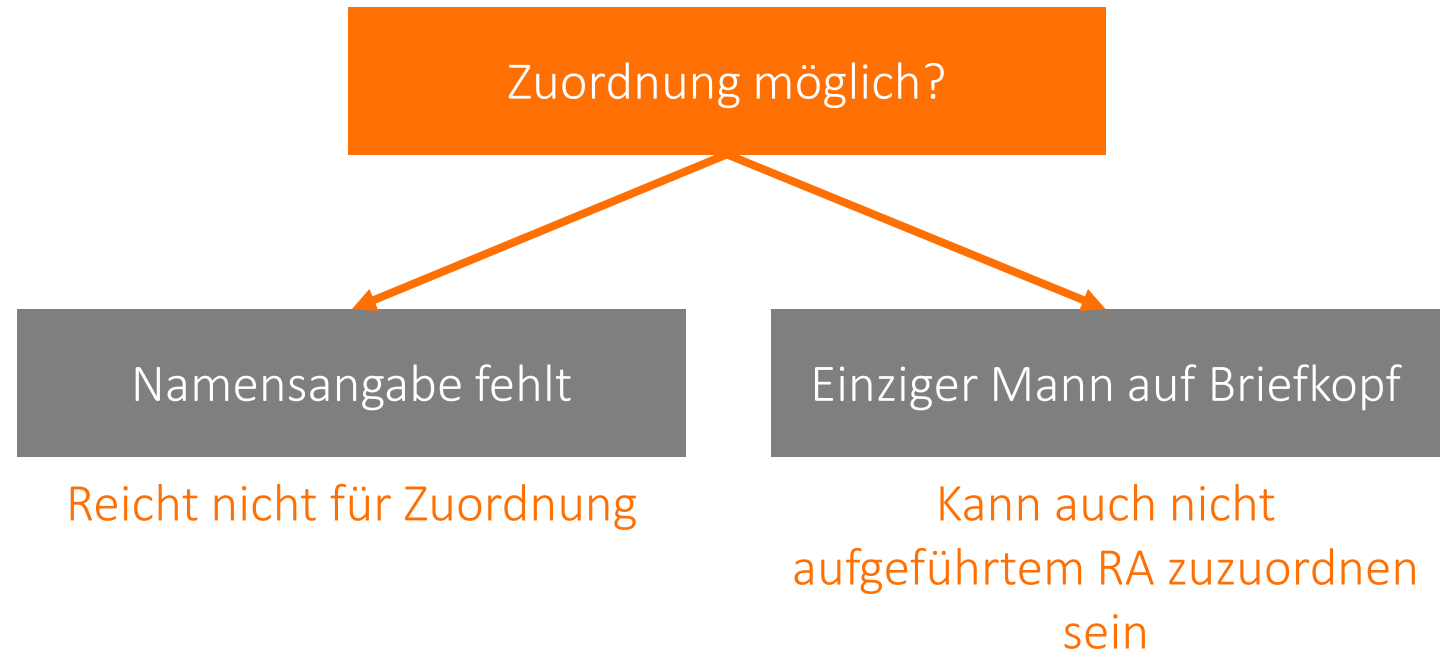 Zuordnung möglich?
Namensangabe fehlt
Reicht nicht für Zuordnung
Einziger Mann auf Briefkopf
Kann auch nicht
aufgeführtem RA zuzuordnen
sein